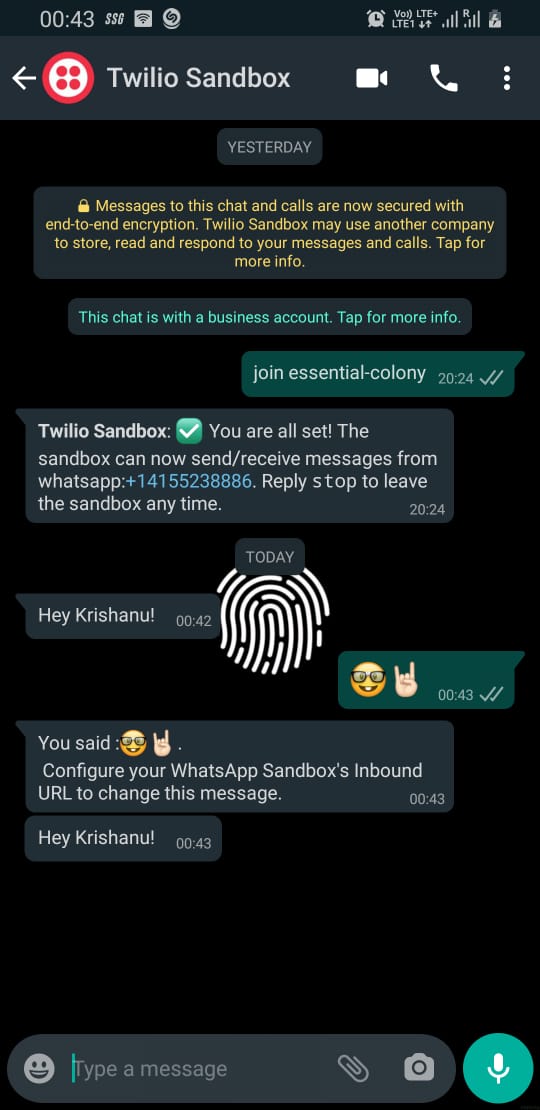 00:43 SSG Vo)) LTE+ R
LTE1
Twilio Sandbox
YESTERDAY
🔒 Messages to this chat and calls are now secured with
end-to-end encryption. Twilio Sandbox may use another company
to store, read and respond to your messages and calls. Tap for
more info.
This chat is with a business account. Tap for more info.
join essential-colony 20:24
Twilio Sandbox: ✅ You are all set! The
sandbox can now send/receive messages from
whatsapp:+14155238886. Reply stop to leave
the sandbox any time. 20:24
TODAY
Hey Krishanu! 00:42
🤓🤘🏻 00:43
You said :🤓🤘🏻 .
Configure your WhatsApp Sandbox's Inbound
URL to change this message. 00:43
Hey Krishanu! 00:43
Type a message